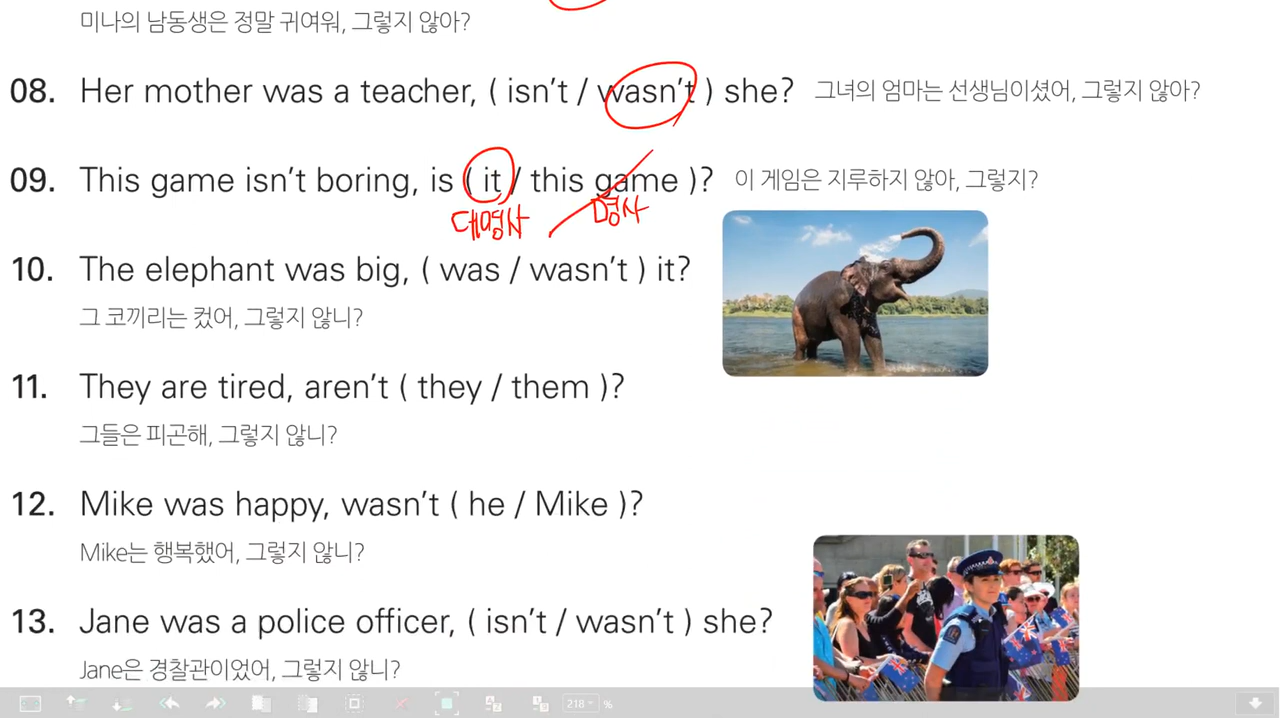 미나의 남동생은 정말 귀여워, 그렇지 않아?
08. Her mother was a teacher, ( isn't / wasn't ) she? 그녀의 엄마는 선생님이셨어, 그렇지 않아?
09. This game isn't boring, is ( it / this game )? 이 게임은 지루하지 않아, 그렇지?
대명사 명사
10. The elephant was big, ( was / wasn't ) it?
그 코끼리는 컸어, 그렇지 않니?
11. They are tired, aren't ( they / them )?
그들은 피곤해, 그렇지 않니?
12. Mike was happy, wasn't ( he / Mike )?
Mike는 행복했어, 그렇지 않니?
13. Jane was a police officer, ( isn't / wasn't ) she?
Jane은 경찰관이었어, 그렇지 않니?
218 %